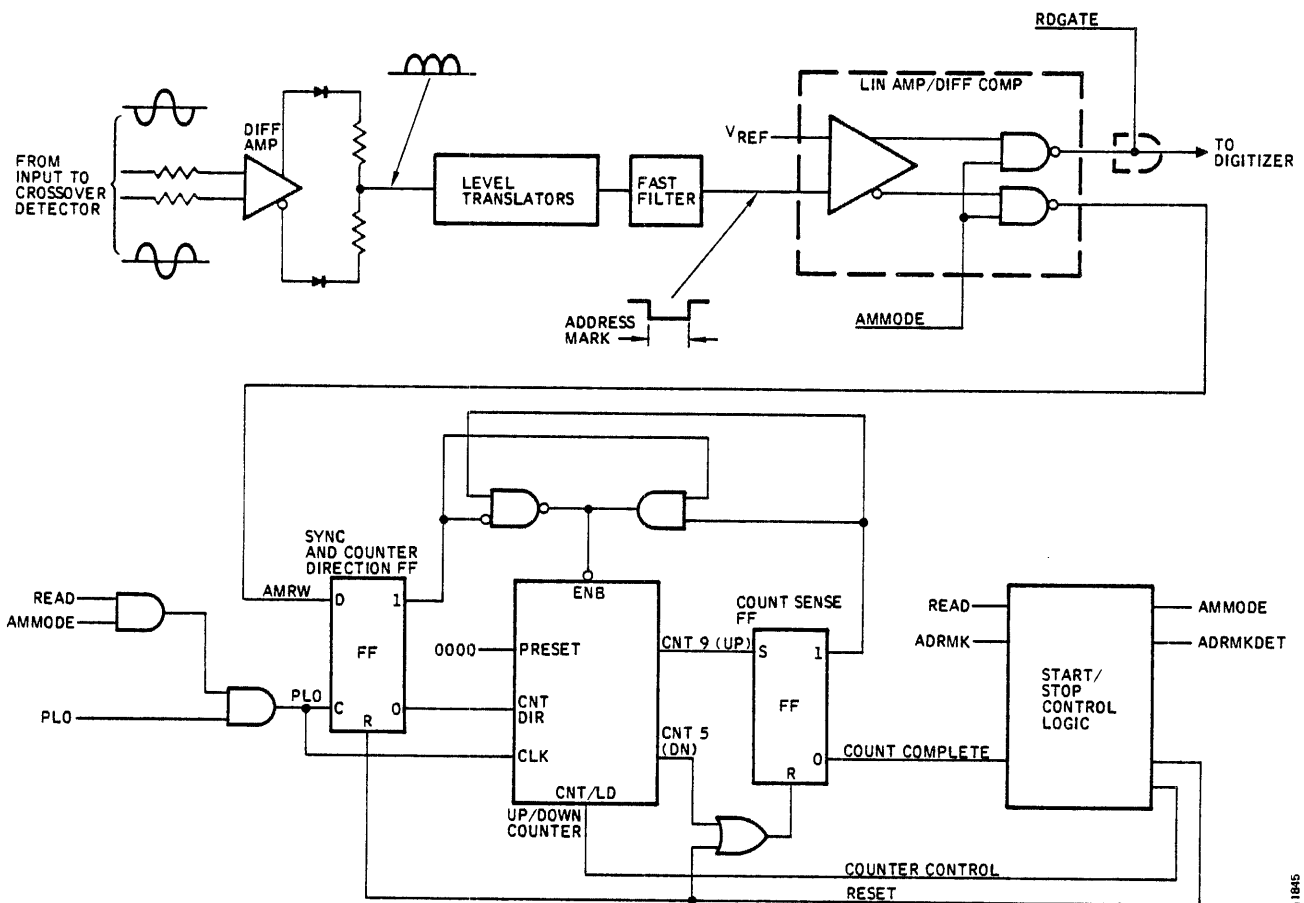 RDGATE
LIN AMP/DIFF COMP
DIFF
AMP
VREF
TO
DIGITIZER
FROM
INPUT TO
CROSSOVER
DETECTOR
LEVEL
TRANSLATORS
FAST
FILTER
ADDRESS
MARK
AMMODE
SYNC
AND COUNTER
DIRECTION FF
AMRW
D
1
FF
C
0
R
READ
AMMODE
PLO
PLO
ENB
0000
PRESET
CNT
DIR
CLK
CNT/LD
UP/DOWN
COUNTER
CNT 9 (UP)
CNT 5
(DN)
COUNT SENSE
FF
S
1
FF
0
R
COUNT COMPLETE
READ
ADRMK
START/
STOP
CONTROL
LOGIC
AMMODE
ADRMKDET
COUNTER CONTROL
RESET
1845